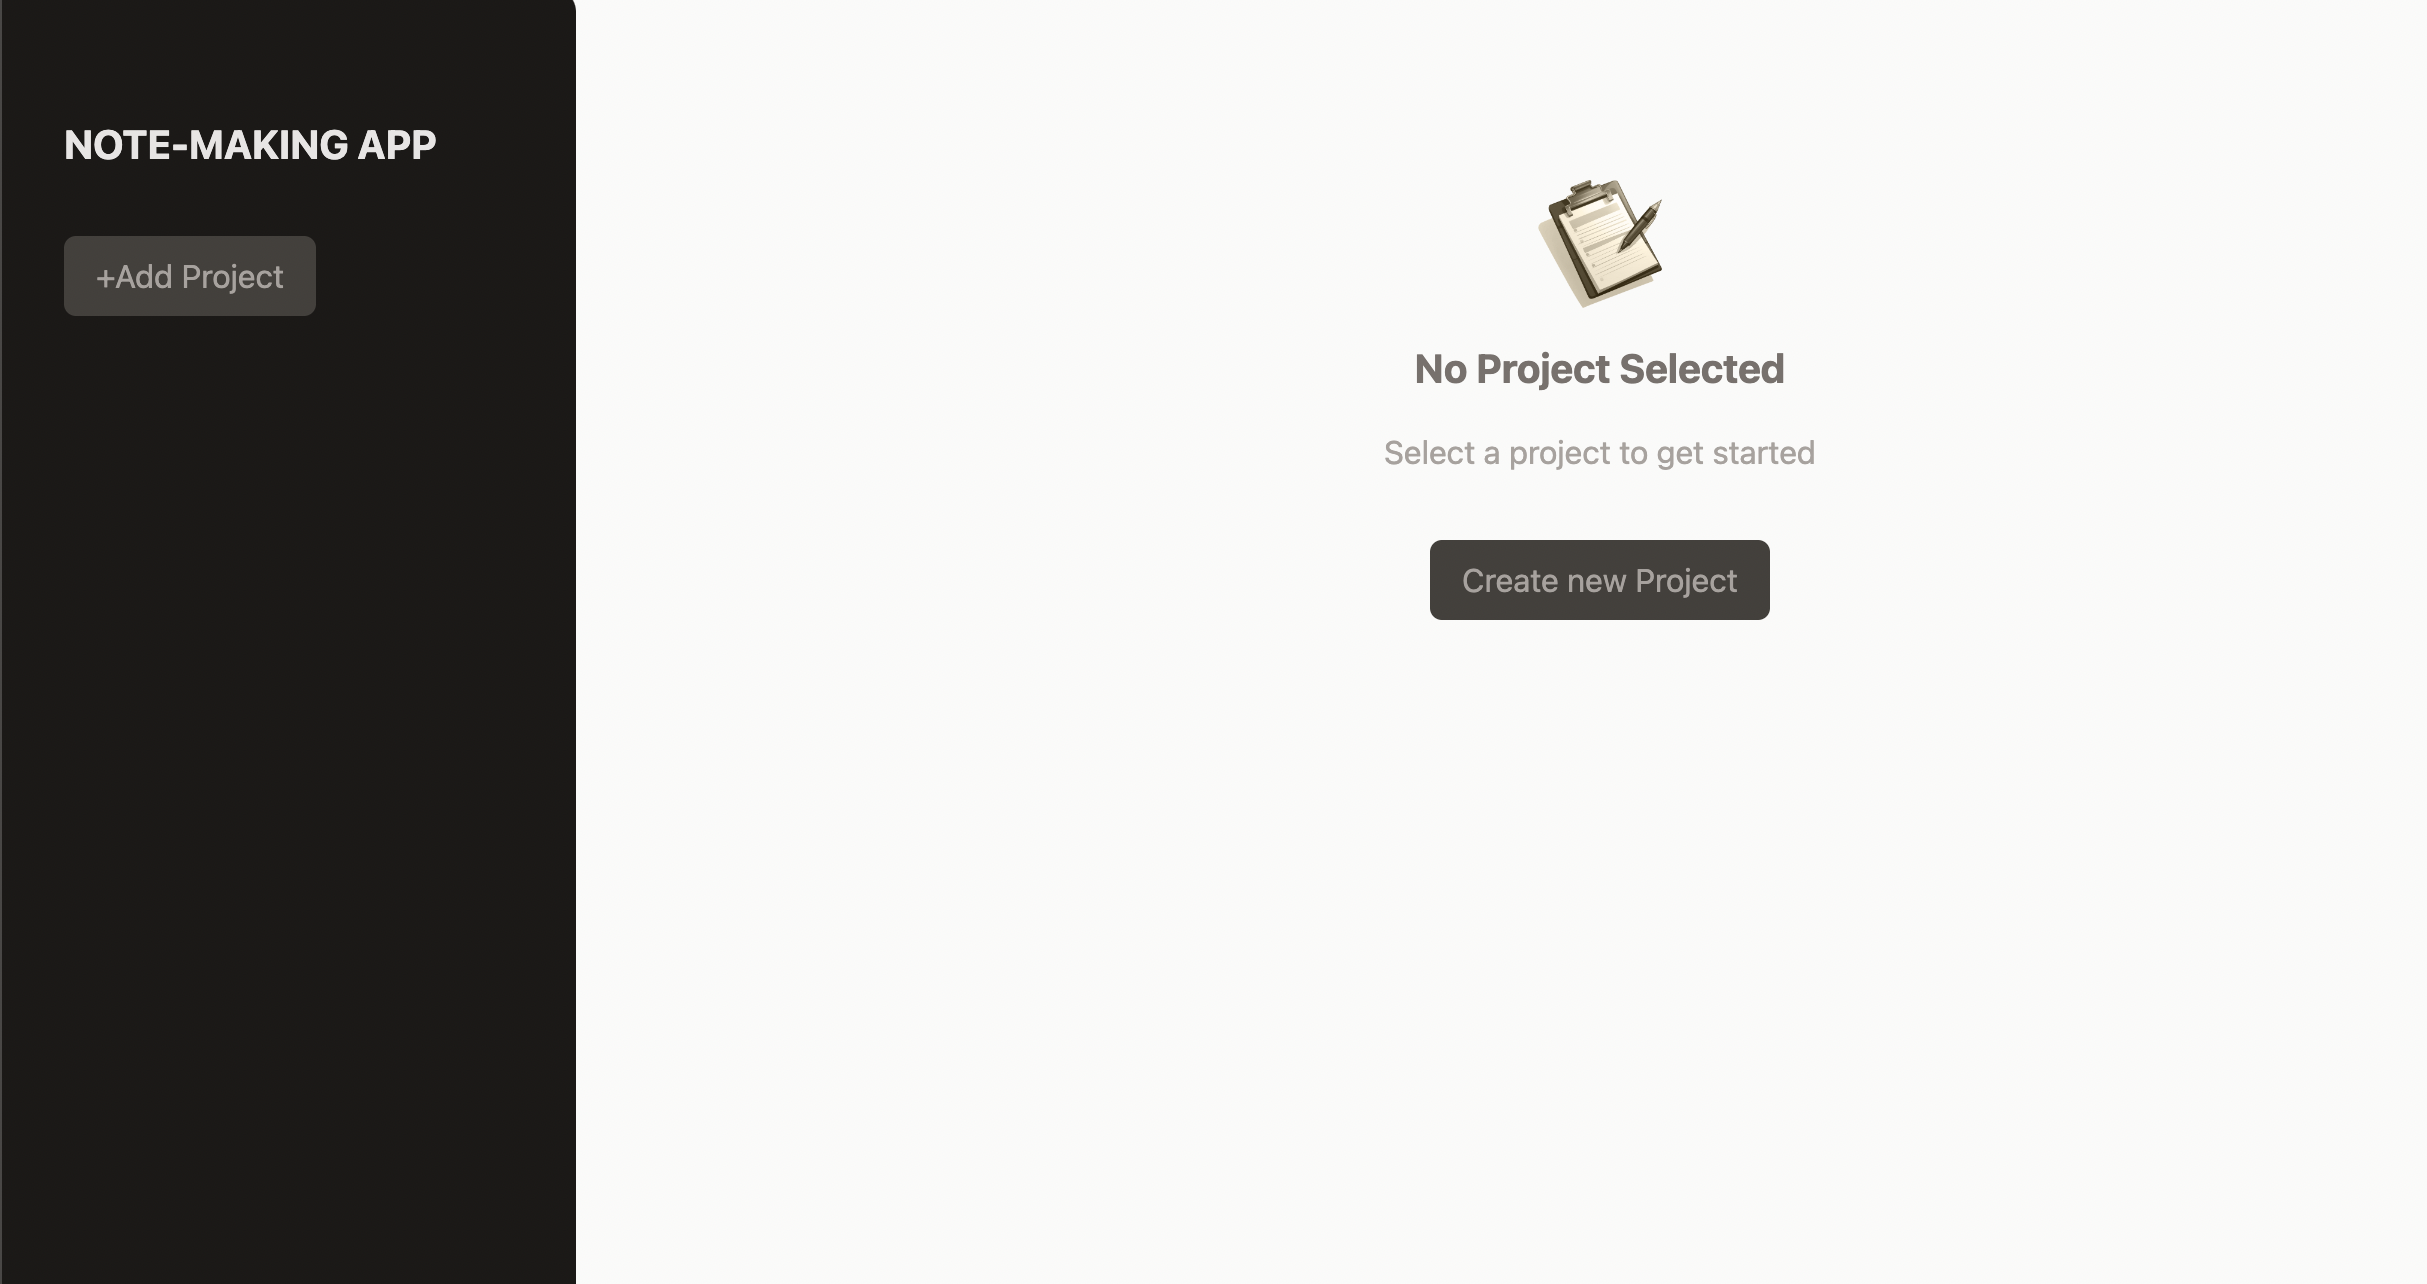 NOTE-MAKING APP
+Add Project
No Project Selected
Select a project to get started
Create new Project